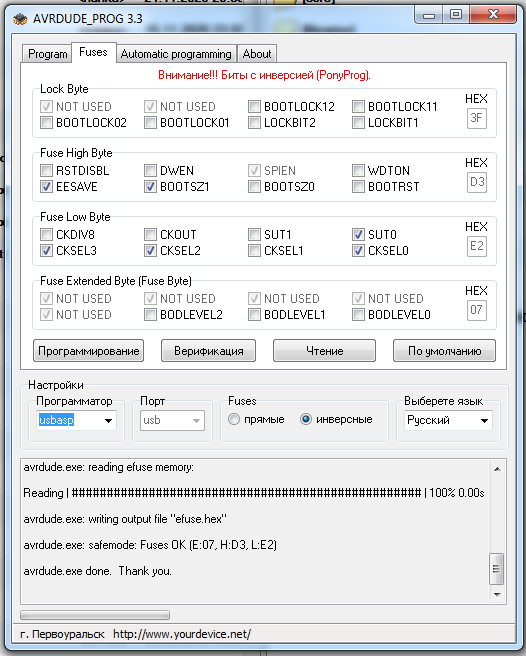 AVRDUDE_PROG 3.3
Program Fuses Automatic programming About
Внимание!!! Биты с инверсией (PonyProg).
Lock Byte
HEX
NOT USED NOT USED BOOTLOCK12 BOOTLOCK11
3F
BOOTLOCK02 BOOTLOCK01 LOCKBIT2 LOCKBIT1
Fuse High Byte
HEX
RSTDISBL DWEN SPIEN WDTON
D3
EESAVE BOOTSZ1 BOOTSZ0 BOOTRST
Fuse Low Byte
HEX
CKDIV8 CKOUT SUT1 SUT0
E2
CKSEL3 CKSEL2 CKSEL1 CKSEL0
Fuse Extended Byte (Fuse Byte)
HEX
NOT USED NOT USED NOT USED NOT USED
07
NOT USED BODLEVEL2 BODLEVEL1 BODLEVEL0
Программирование Верификация Чтение По умолчанию
Настройки
Программатор Порт Fuses Выберете язык
usbasp usb прямые инверсные Русский
avrdude.exe: reading efuse memory:
Reading | ################################################## | 100% 0.00s
avrdude.exe: writing output file "efuse.hex"
avrdude.exe: safemode: Fuses OK (E:07, H:D3, L:E2)
avrdude.exe done.  Thank you.
г. Первоуральск http://www.yourdevice.net/